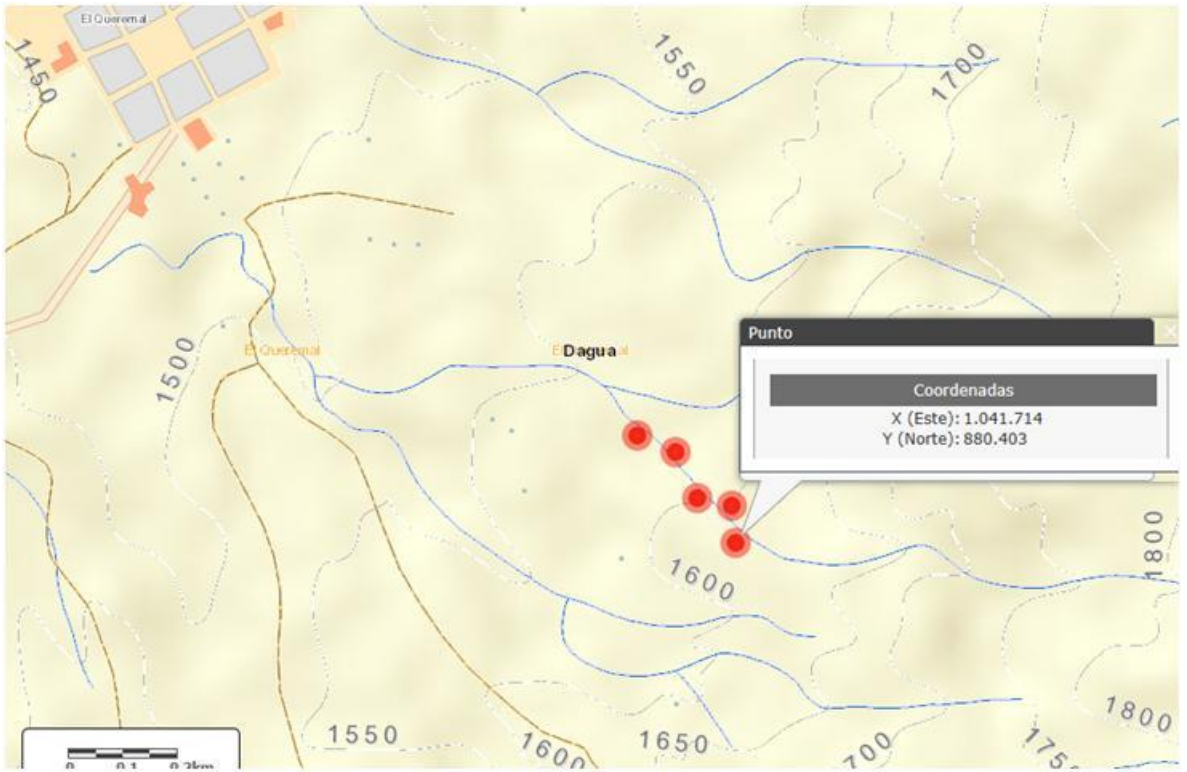 El Queremal
1450
1550
1700
Punto
Coordenadas
X (Este): 1.041.714
Y (Norte): 880.403
1500
El Queremal
Dagua
1600
1800
1550
1600
1650
1800
0 0.1 0.2km